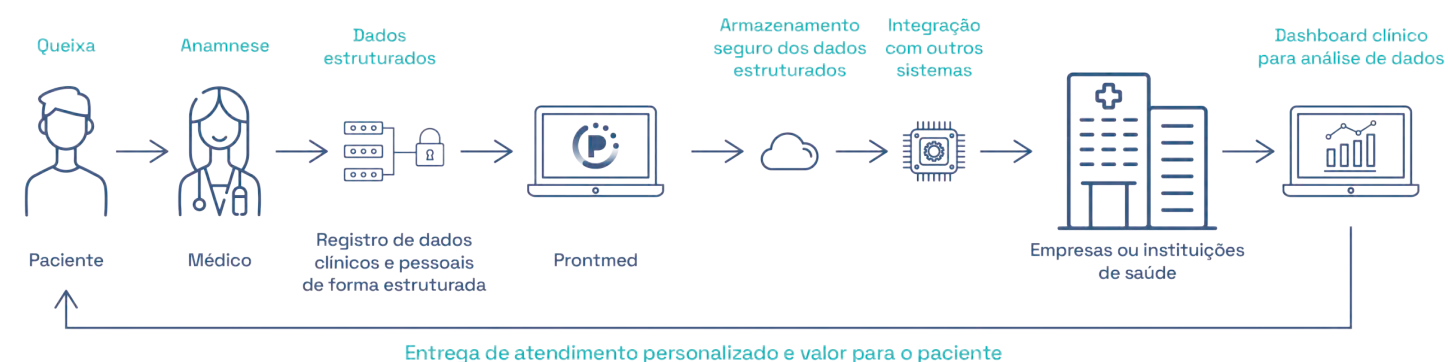 Queixa
Anamnese
Dados
estruturados
Armazenamento
seguro dos dados
estruturados
Integração
com outros
sistemas
Dashboard clínico
para análise de dados
P
Paciente
Médico
Registro de dados
clínicos e pessoais
de forma estruturada
Prontmed
Empresas ou instituições
de saúde
Entrega de atendimento personalizado e valor para o paciente